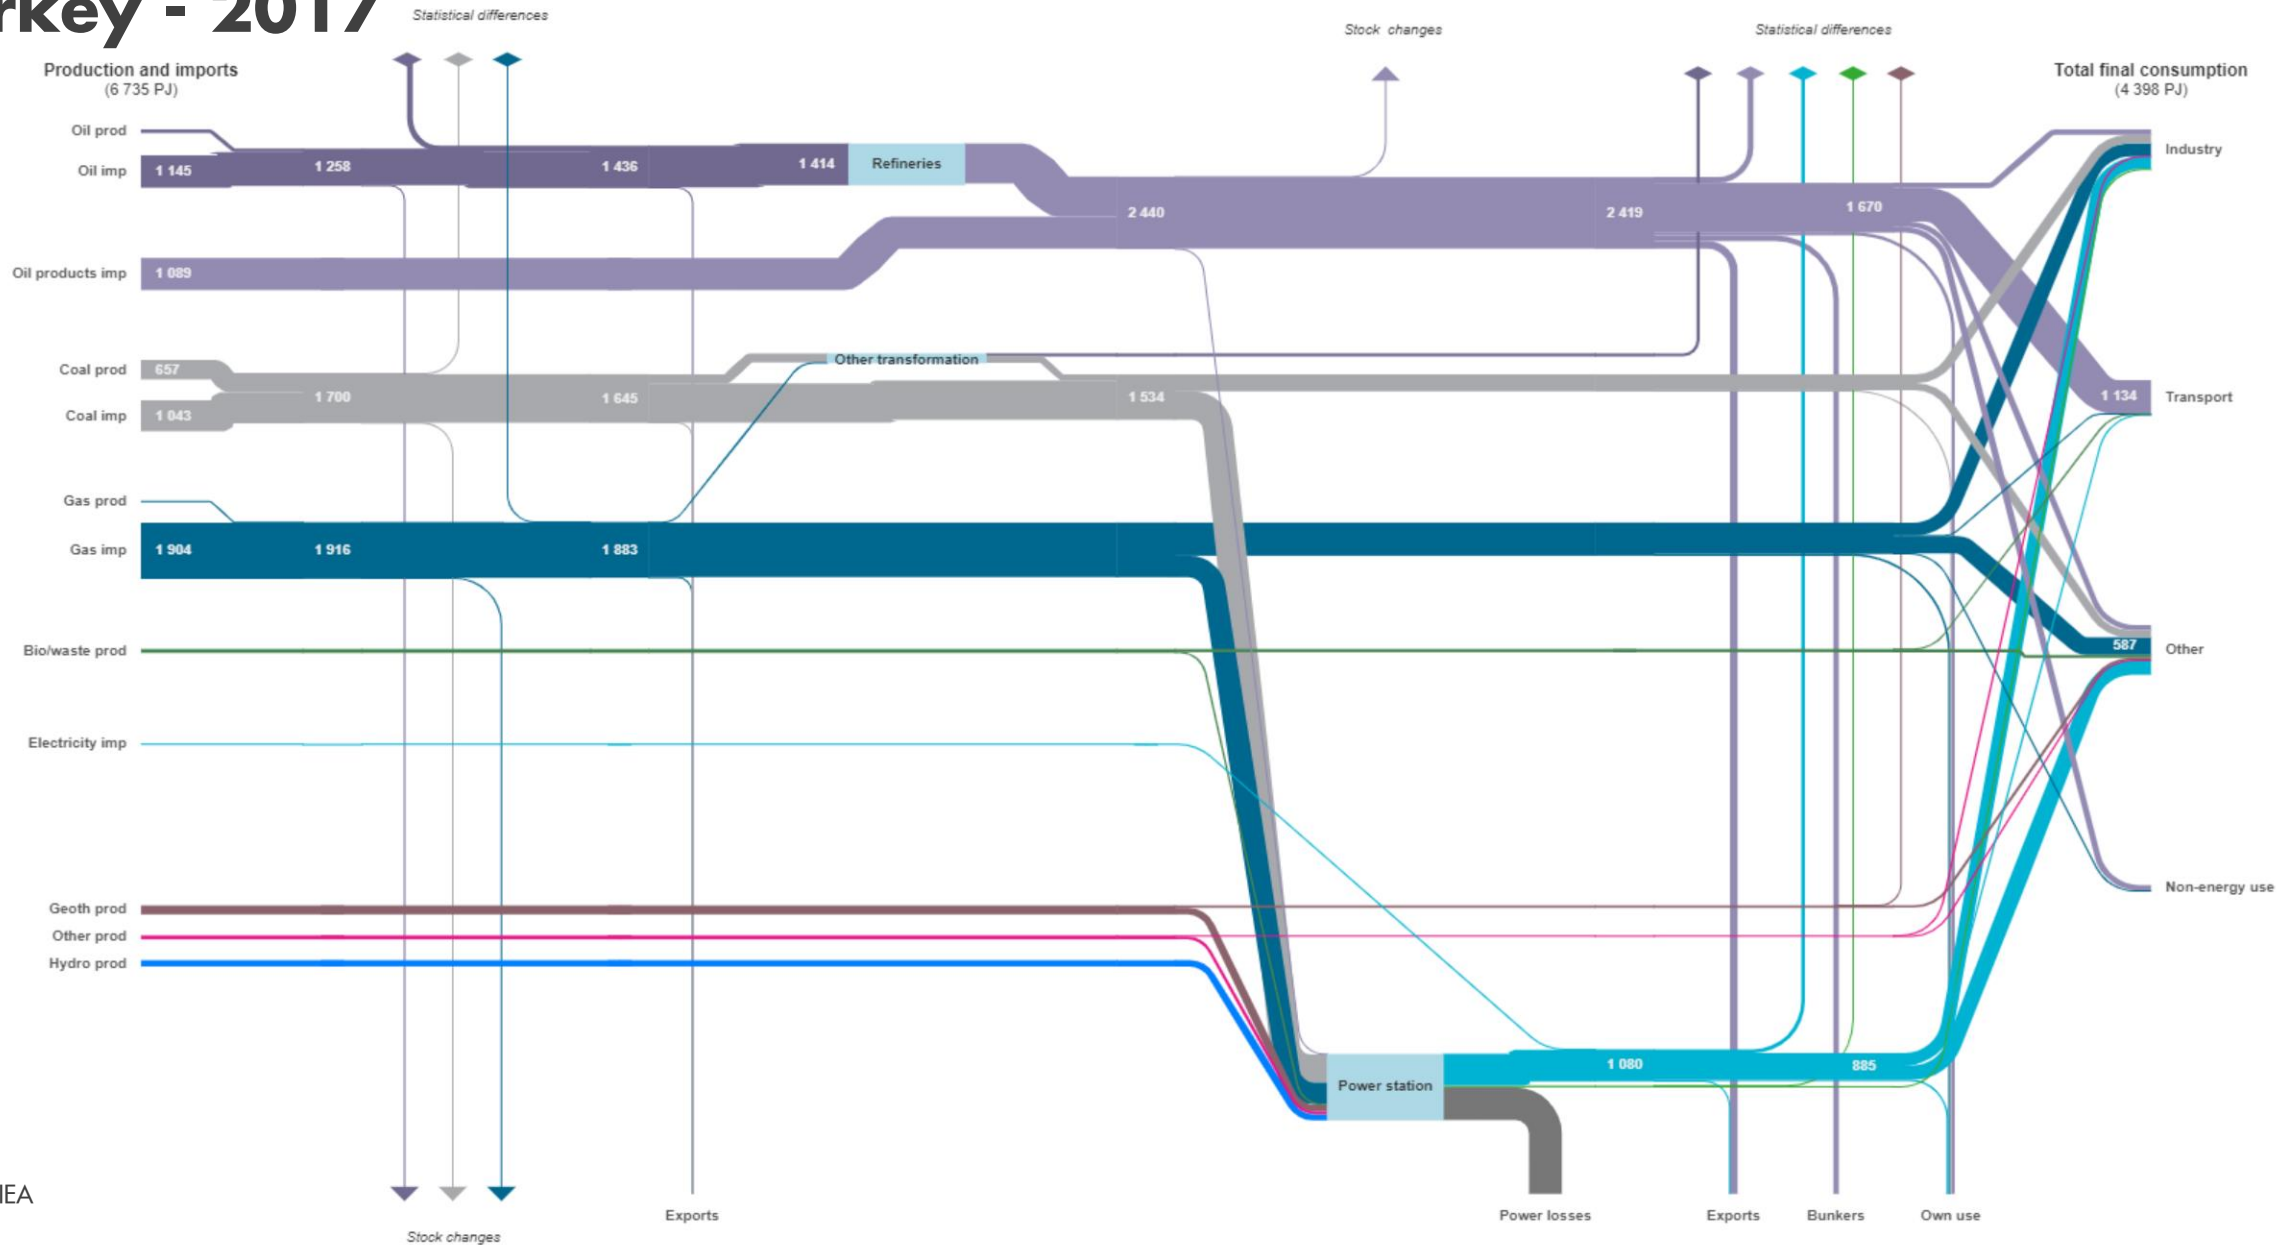 rkey - 2017
Statistical differences
Stock changes
Statistical differences
Production and imports
(6 735 PJ)
Total final consumption
(4 398 PJ)
Oil prod
Oil imp
1 145
1 258
1 436
1 414
Refineries
Industry
2 440
2 419
1 670
Oil products imp
1 089
Other transformation
Coal prod
657
Coal imp
1 043
1 700
1 645
1 534
1 134
Transport
Gas prod
Gas imp
1 904
1 916
1 883
Bio/waste prod
587
Other
Electricity imp
Non-energy use
Geoth prod
Other prod
Hydro prod
Power station
1 080
885
IEA
Exports
Power losses
Exports
Bunkers
Own use
Stock changes